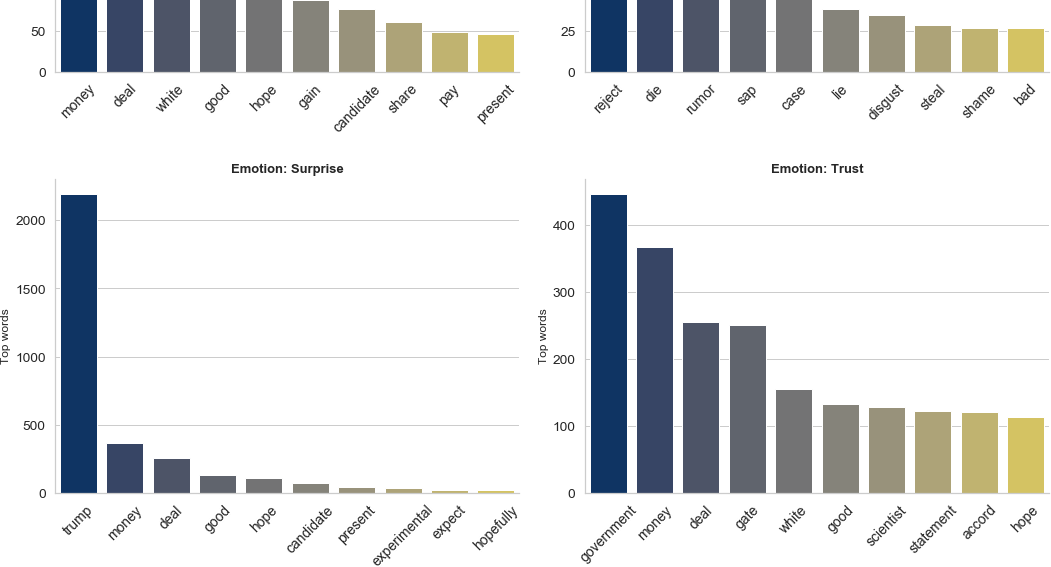 50
0
money deal white good hope gain candidate share pay present
25
0
reject die rumor sap case lie disgust steal shame bad
Emotion: Surprise
Top words
2000
1500
1000
500
0
trump money deal good hope candidate present experimental expect hopefully
Emotion: Trust
Top words
400
300
200
100
0
government money deal gate white good scientist statement accord hope